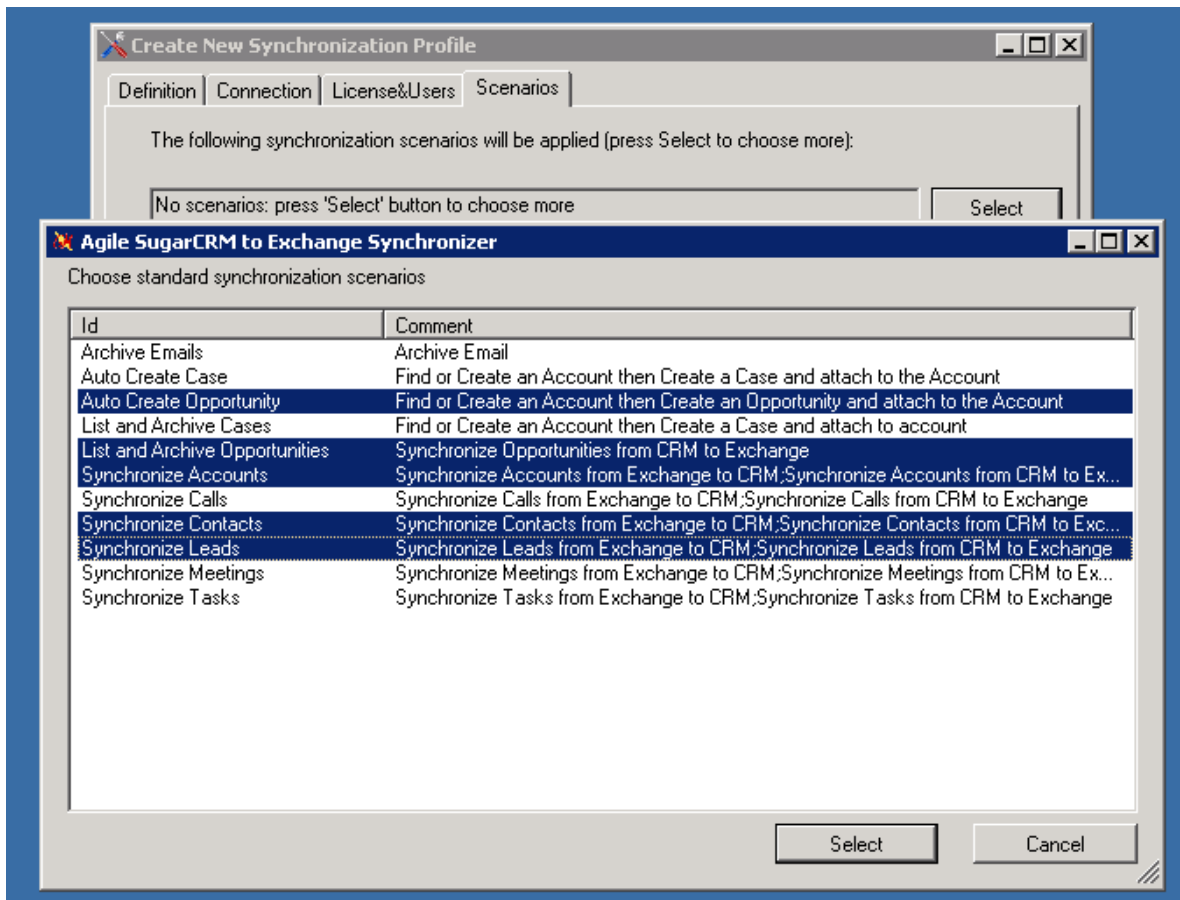 Create New Synchronization Profile
Definition Connection License&Users Scenarios
The following synchronization scenarios will be applied (press Select to choose more):
No scenarios: press 'Select' button to choose more Select
Agile SugarCRM to Exchange Synchronizer
Choose standard synchronization scenarios
Id Comment
Archive Emails Archive Email
Auto Create Case Find or Create an Account then Create a Case and attach to the Account
Auto Create Opportunity Find or Create an Account then Create an Opportunity and attach to the Account
List and Archive Cases Find or Create an Account then Create a Case and attach to account
List and Archive Opportunities Synchronize Opportunities from CRM to Exchange
Synchronize Accounts Synchronize Accounts from Exchange to CRM;Synchronize Accounts from CRM to Ex...
Synchronize Calls Synchronize Calls from Exchange to CRM;Synchronize Calls from CRM to Exchange
Synchronize Contacts Synchronize Contacts from Exchange to CRM;Synchronize Contacts from CRM to Exc...
Synchronize Leads Synchronize Leads from Exchange to CRM;Synchronize Leads from CRM to Exchange
Synchronize Meetings Synchronize Meetings from Exchange to CRM;Synchronize Meetings from CRM to Ex...
Synchronize Tasks Synchronize Tasks from Exchange to CRM;Synchronize Tasks from CRM to Exchange
Select Cancel